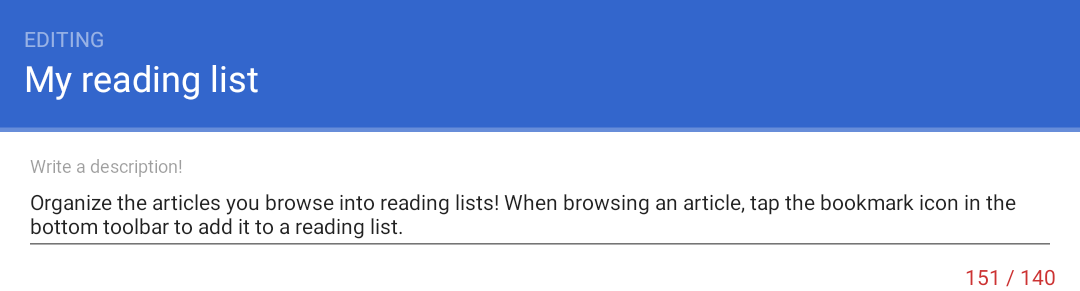 EDITING
My reading list
Write a description!
Organize the articles you browse into reading lists! When browsing an article, tap the bookmark icon in the
bottom toolbar to add it to a reading list.
151 / 140